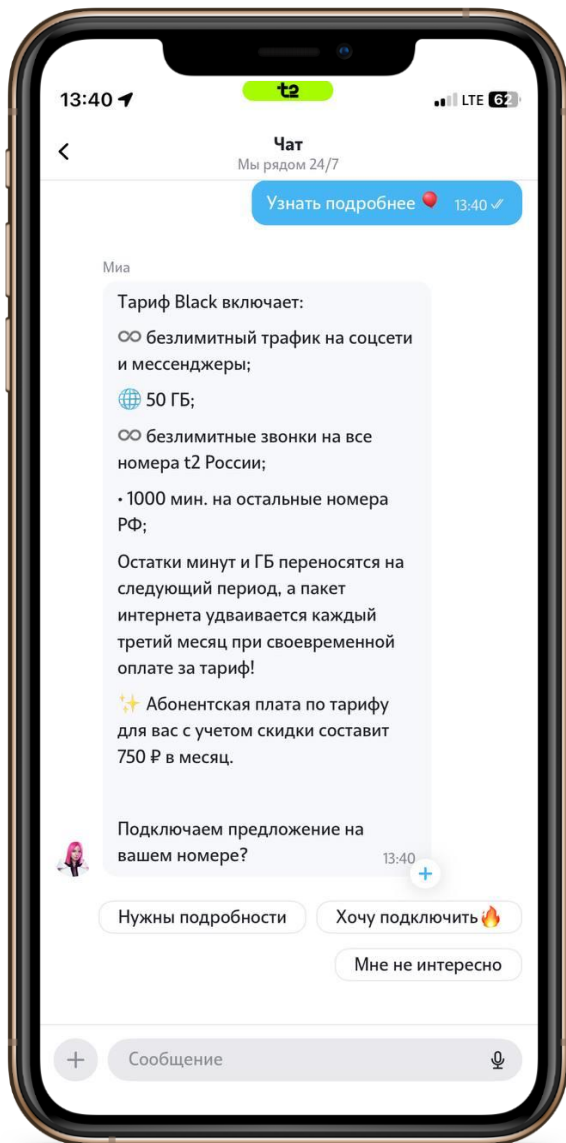 13:40
t2
LTE 62
Чат
Мы рядом 24/7
Узнать подробнее 🎈 13:40
Миа
Тариф Black включает:
♾ безлимитный трафик на соцсети
и мессенджеры;
🌐 50 ГБ;
♾ безлимитные звонки на все
номера t2 России;
• 1000 мин. на остальные номера
РФ;
Остатки минут и ГБ переносятся на
следующий период, а пакет
интернета удваивается каждый
третий месяц при своевременной
оплате за тариф!
✨ Абонентская плата по тарифу
для вас с учетом скидки составит
750 ₽ в месяц.
Подключаем предложение на
вашем номере?
13:40
Нужны подробности
Хочу подключить🔥
Мне не интересно
Сообщение